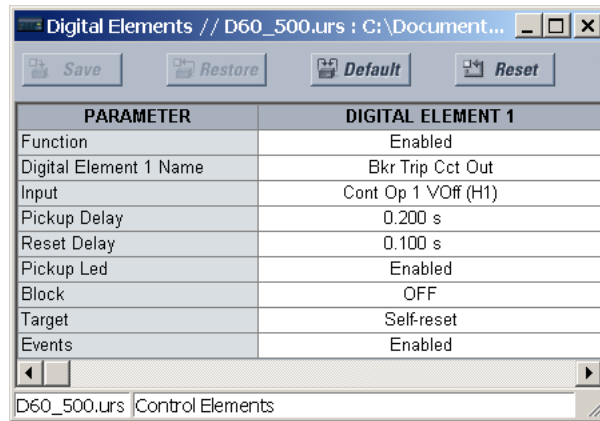 Digital Elements // D60_500.urs : C:\Document...
Save Restore Default Reset
PARAMETER DIGITAL ELEMENT 1
Function Enabled
Digital Element 1 Name Bkr Trip Cct Out
Input Cont Op 1 VOff (H1)
Pickup Delay 0.200 s
Reset Delay 0.100 s
Pickup Led Enabled
Block OFF
Target Self-reset
Events Enabled
D60_500.urs Control Elements